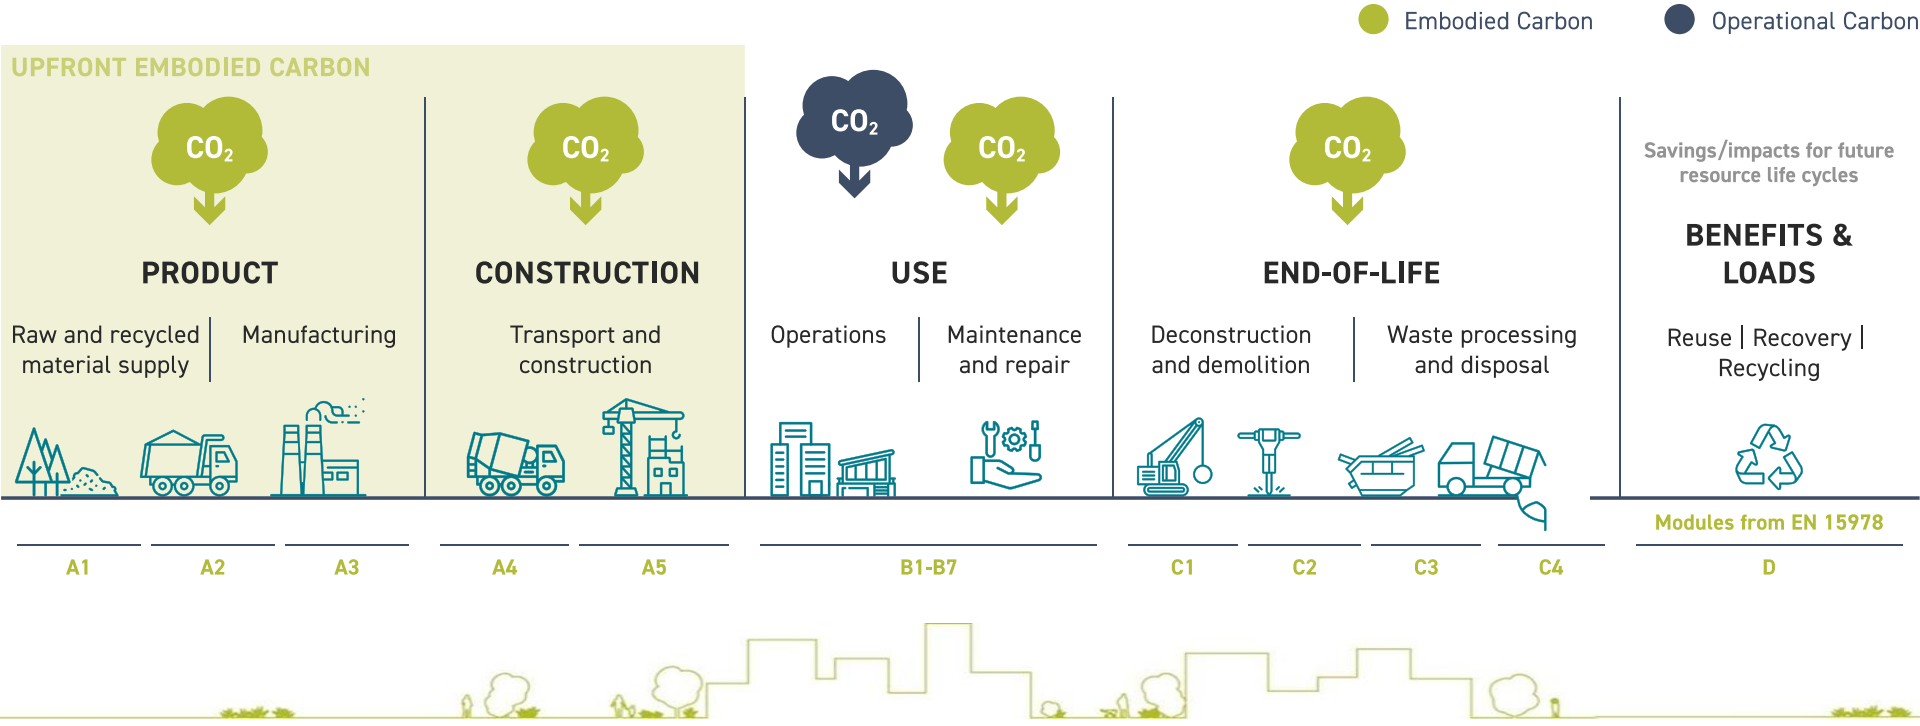 Embodied Carbon
Operational Carbon
UPFRONT EMBODIED CARBON
CO₂
CO₂
CO₂
CO₂
CO₂
Savings/impacts for future
resource life cycles
PRODUCT
CONSTRUCTION
USE
END-OF-LIFE
BENEFITS &
LOADS
Raw and recycled
material supply
Manufacturing
Transport and
construction
Operations
Maintenance
and repair
Deconstruction
and demolition
Waste processing
and disposal
Reuse | Recovery |
Recycling
Modules from EN 15978
A1
A2
A3
A4
A5
B1-B7
C1
C2
C3
C4
D